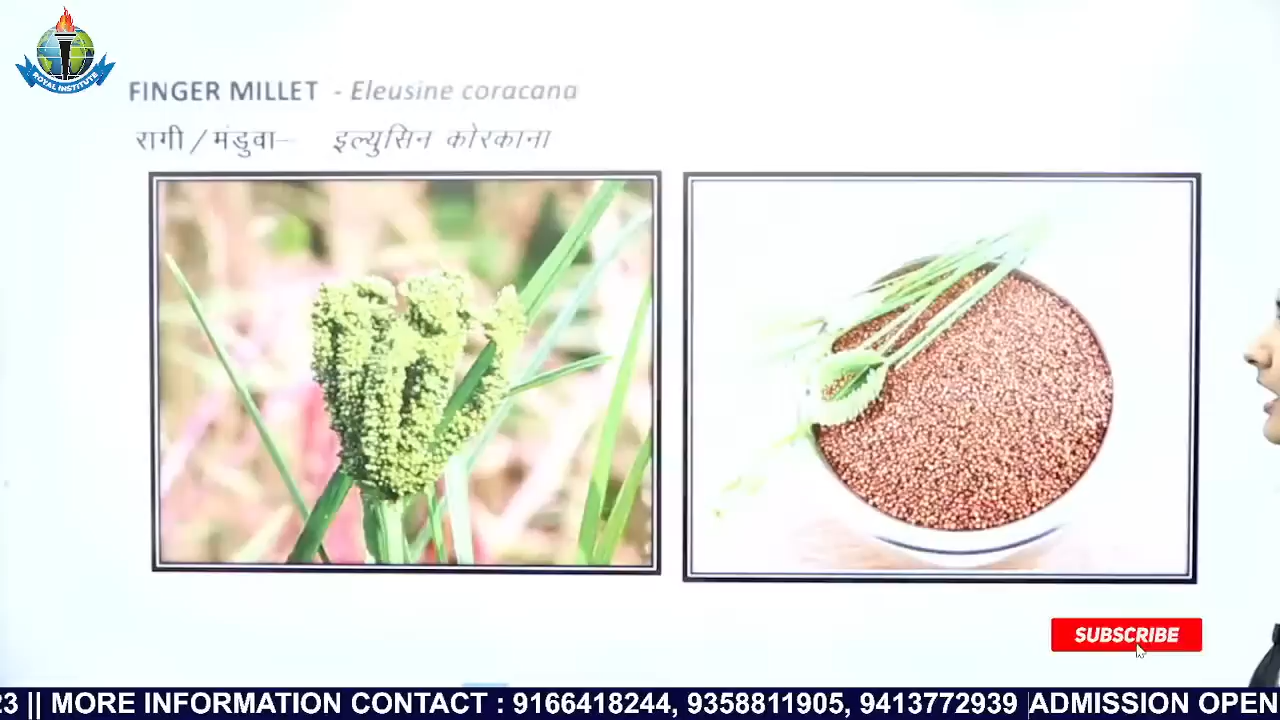 ROYAL INSTITUTE
FINGER MILLET - Eleusine coracana
रागी / मंडुवा– इल्युसिन कोरकाना
SUBSCRIBE
23 || MORE INFORMATION CONTACT : 9166418244, 9358811905, 9413772939 |ADMISSION OPEN